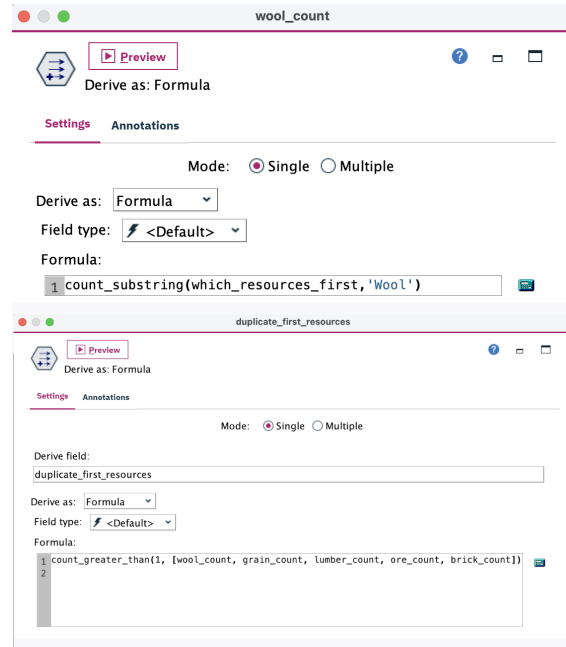 wool_count
Preview
?
Derive as: Formula
Settings Annotations
Mode: Single Multiple
Derive as: Formula
Field type: <Default>
Formula:
1 count_substring(which_resources_first,'Wool')
duplicate_first_resources
Preview
?
Derive as: Formula
Settings Annotations
Mode: Single Multiple
Derive field:
duplicate_first_resources
Derive as: Formula
Field type: <Default>
Formula:
1 count_greater_than(1, [wool_count, grain_count, lumber_count, ore_count, brick_count])
2